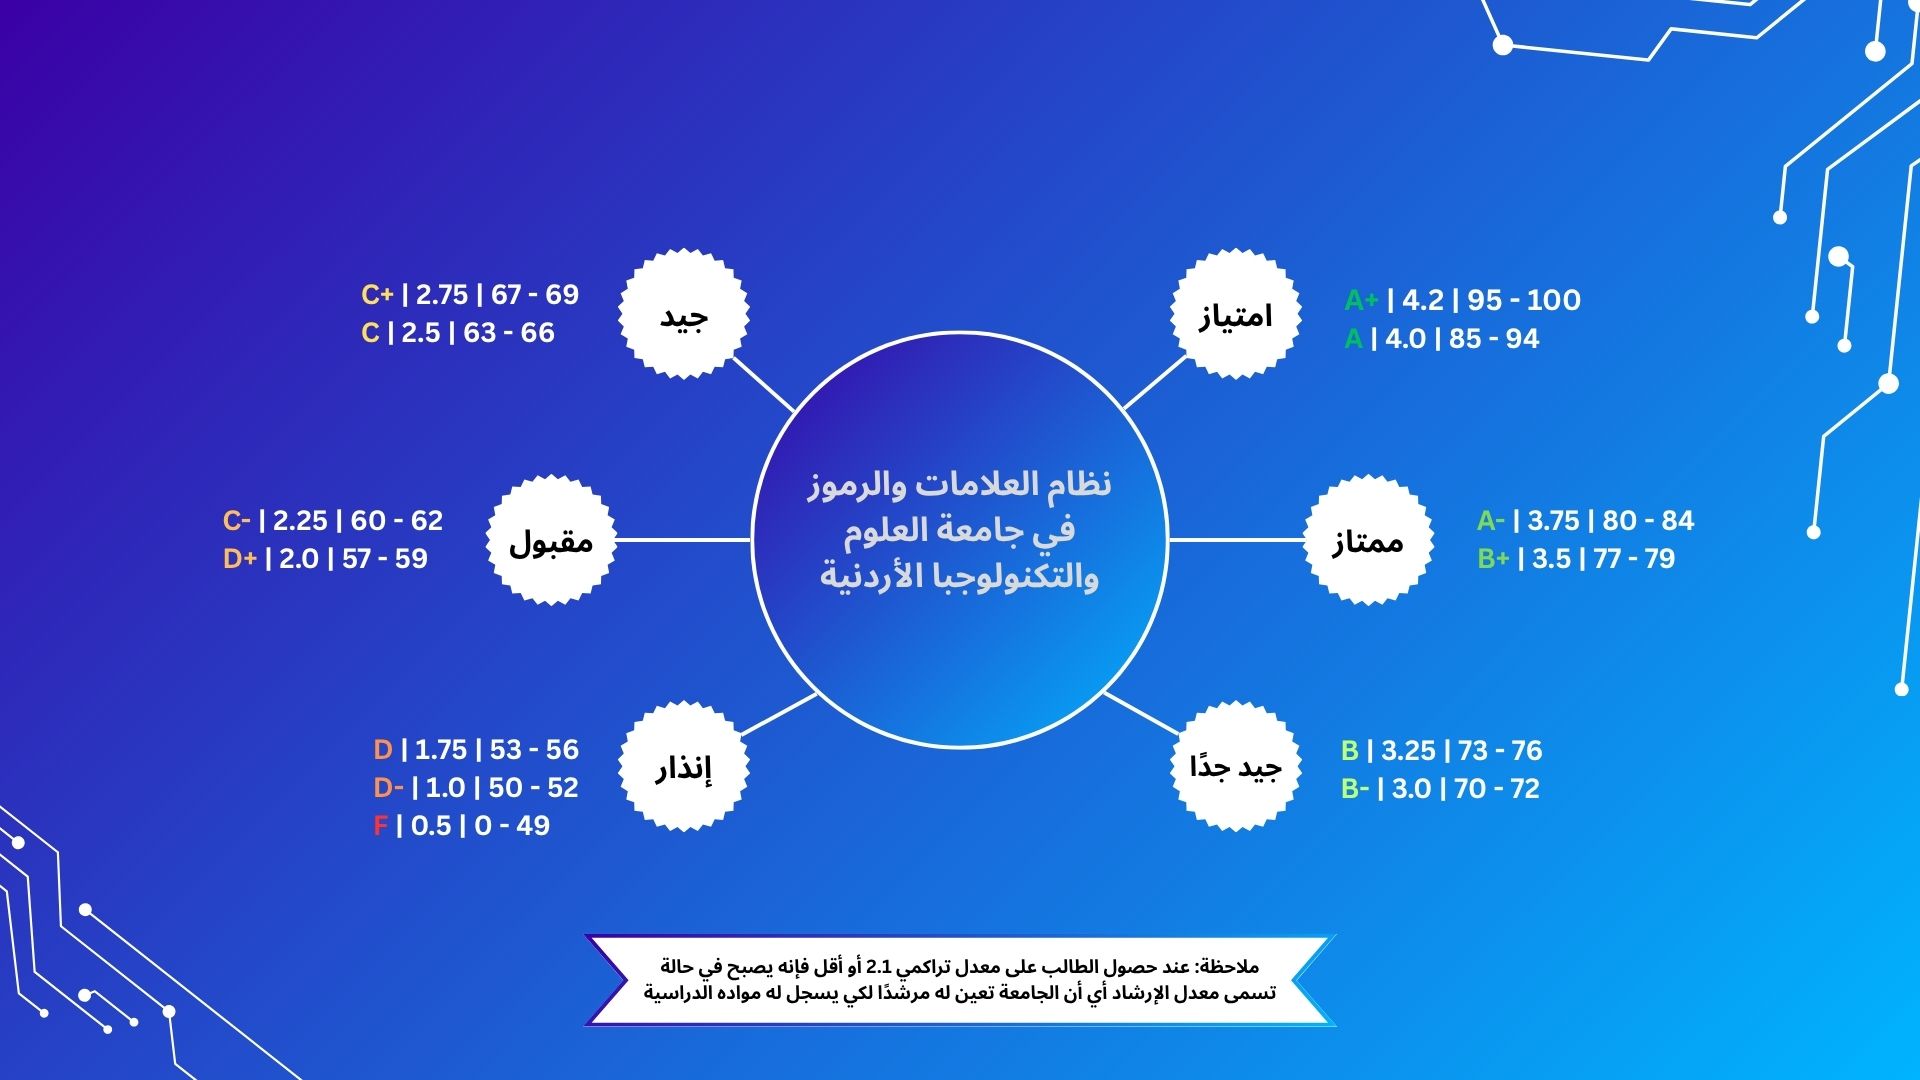 نظام العلامات والرموز
في جامعة العلوم
والتكنولوجبا الأردنية
امتياز
A+ | 4.2 | 95 - 100
A | 4.0 | 85 - 94
ممتاز
A- | 3.75 | 80 - 84
B+ | 3.5 | 77 - 79
جيد جدًا
B | 3.25 | 73 - 76
B- | 3.0 | 70 - 72
جيد
C+ | 2.75 | 67 - 69
C | 2.5 | 63 - 66
مقبول
C- | 2.25 | 60 - 62
D+ | 2.0 | 57 - 59
إنذار
D | 1.75 | 53 - 56
D- | 1.0 | 50 - 52
F | 0.5 | 0 - 49
ملاحظة: عند حصول الطالب على معدل تراكمي 2.1 أو أقل فإنه يصبح في حالة
تسمى معدل الإرشاد أي أن الجامعة تعين له مرشدًا لكي يسجل له مواده الدراسية